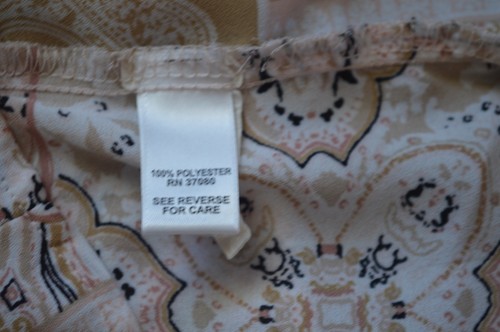 100% POLYESTER
RN 37080
SEE REVERSE
FOR CARE